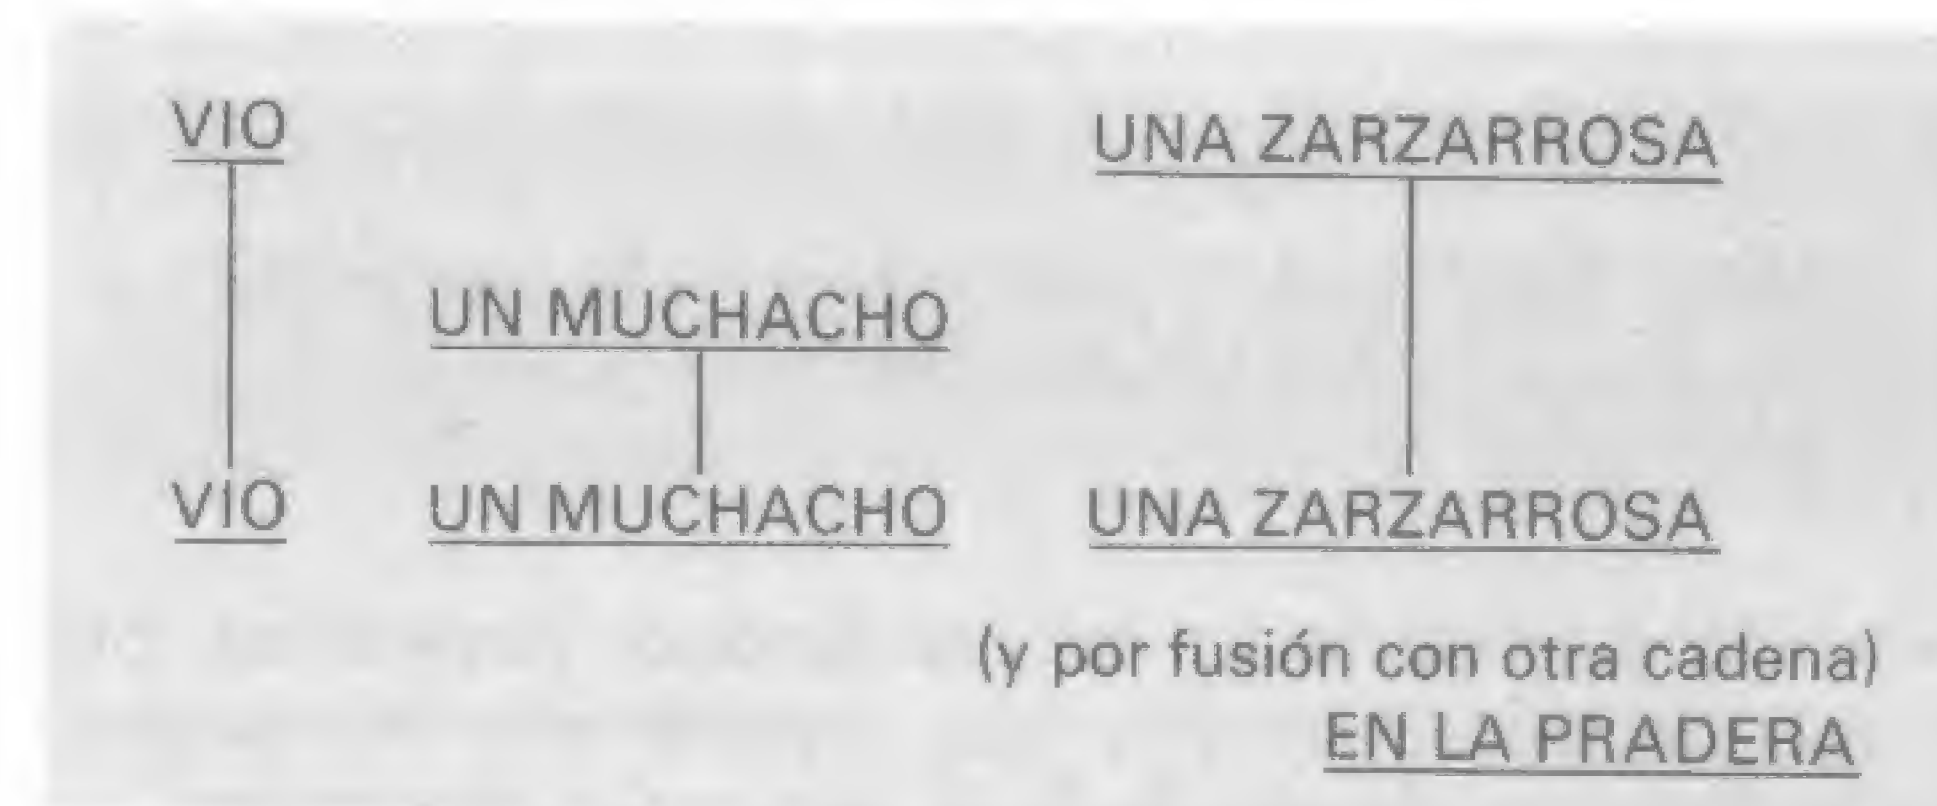 VIO UNA ZARZARROSA
UN MUCHACHO
VIO UN MUCHACHO UNA ZARZARROSA
(y por fusión con otra cadena)
EN LA PRADERA